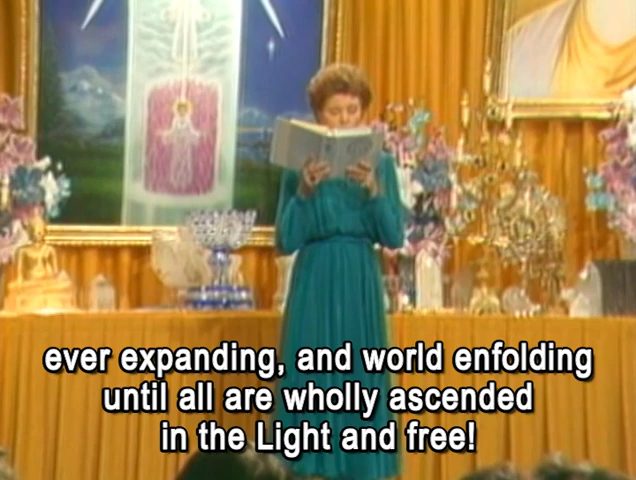 ever expanding, and world enfolding
until all are wholly ascended
in the Light and free!